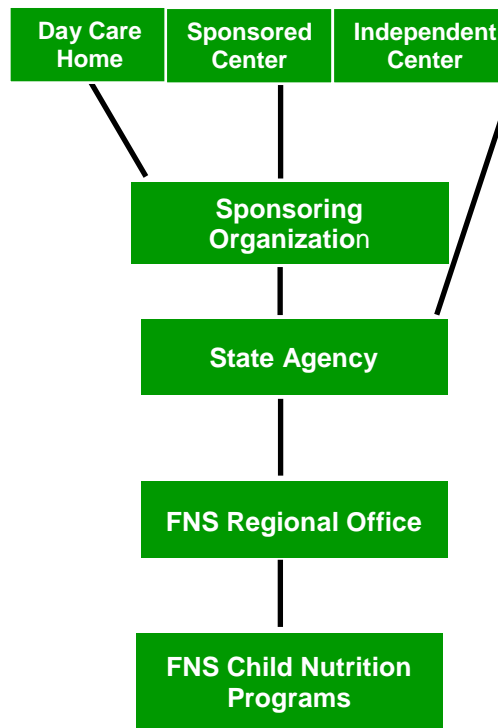 Day Care
Home
Sponsored
Center
Independent
Center
Sponsoring
Organization
State Agency
FNS Regional Office
FNS Child Nutrition
Programs